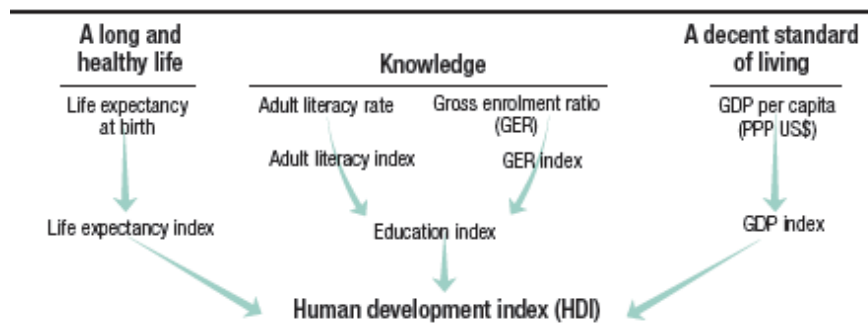 A long and
healthy life
Knowledge
A decent standard
of living
Life expectancy
at birth
Adult literacy rate
Gross enrolment ratio
(GER)
GDP per capita
(PPP US$)
Adult literacy index
GER index
Life expectancy index
Education index
GDP index
Human development index (HDI)